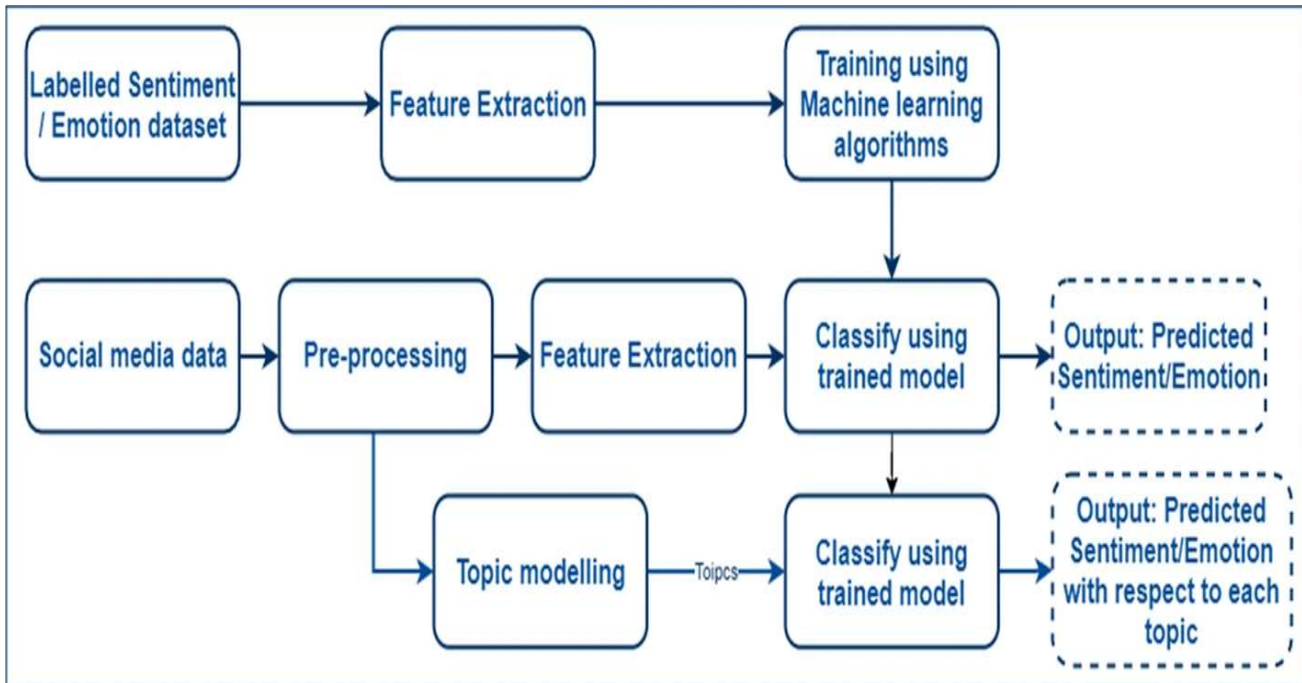 Labelled Sentiment
/ Emotion dataset
Feature Extraction
Training using
Machine learning
algorithms
Social media data
Pre-processing
Feature Extraction
Classify using
trained model
Output: Predicted
Sentiment/Emotion
Topic modelling
Toipcs
Classify using
trained model
Output: Predicted
Sentiment/Emotion
with respect to each
topic